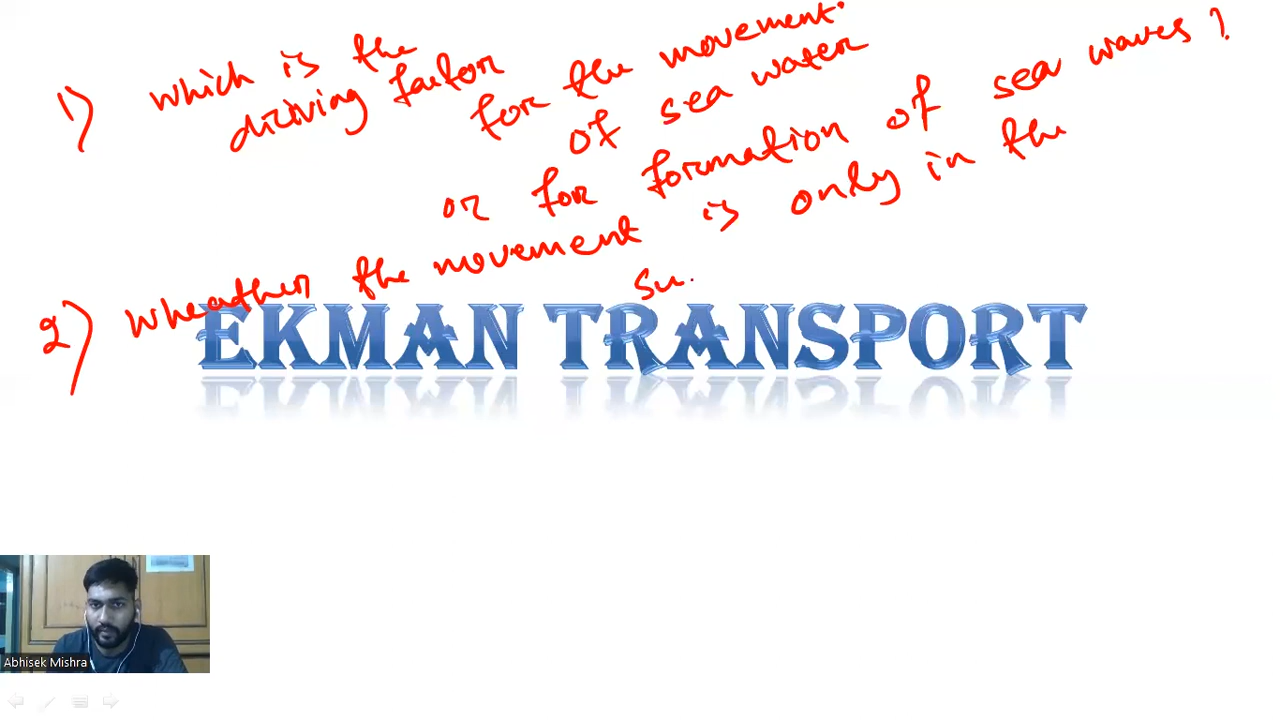 1) which is the
driving factor
for the movement
of sea water
or for formation of sea waves?
2) wheather the movement is only in the
su
EKMAN TRANSPORT
Abhisek Mishra